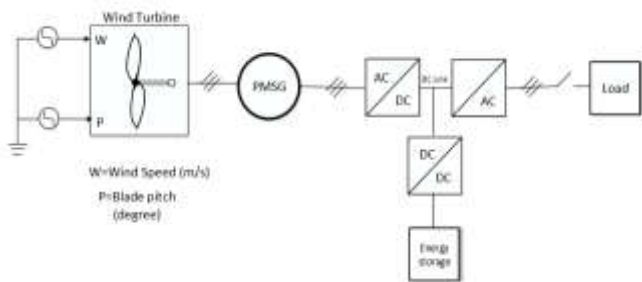 Wind Turbine
W
P
PMSG
AC
DC
DC Link
AC
Load
DC
DC
W=Wind Speed (m/s)
P=Blade pitch
(degree)
Energy
storage